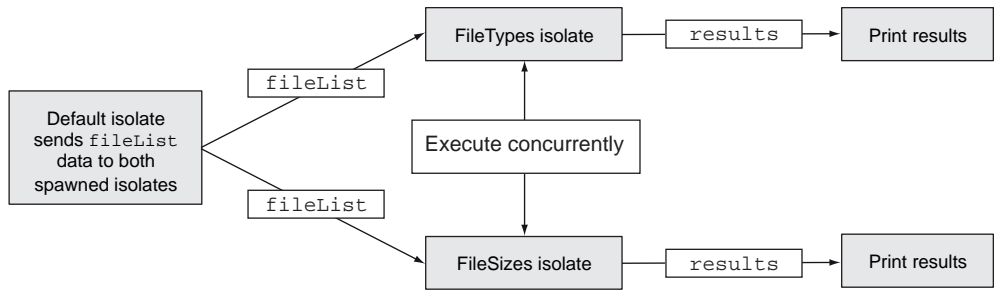 FileTypes isolate
results
Print results
fileList
Default isolate
sends fileList
data to both
spawned isolates
Execute concurrently
fileList
FileSizes isolate
results
Print results